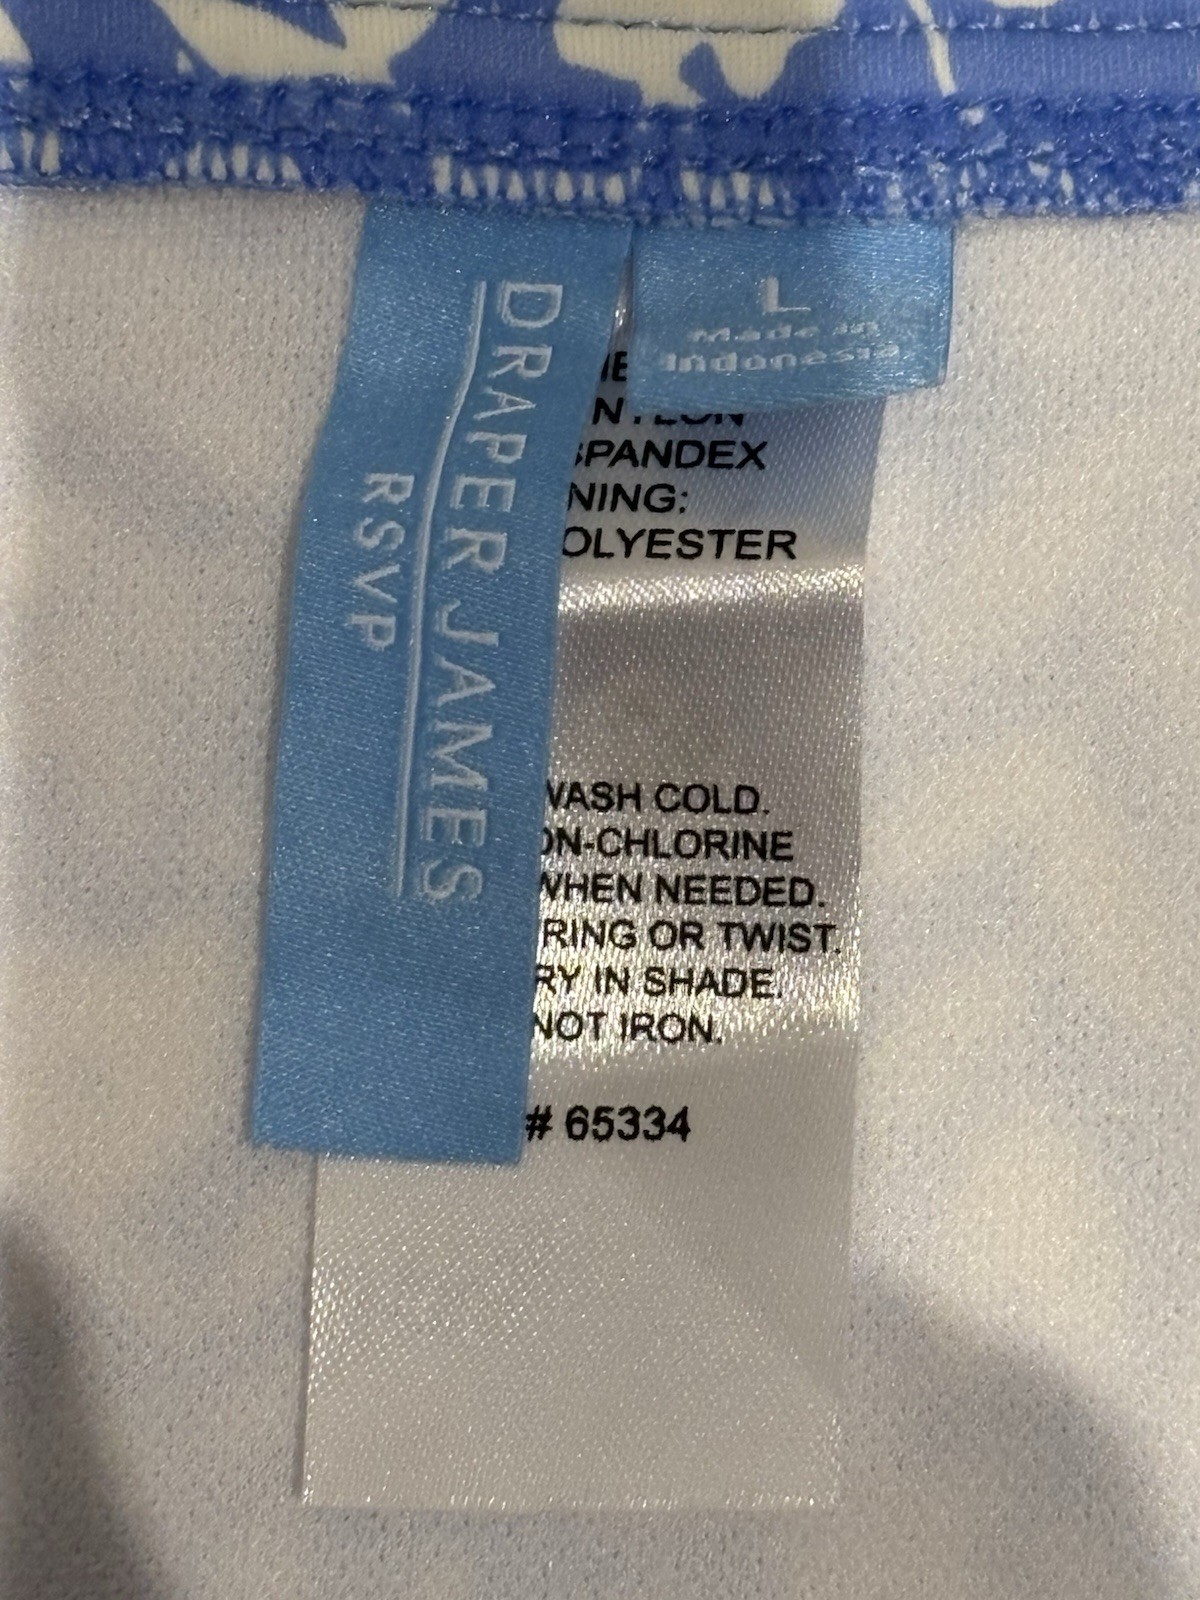 DRAPER JAMES
RSVP
L
Made in
Indonesia
NYLON
SPANDEX
NING:
OLYESTER
WASH COLD.
ON-CHLORINE
WHEN NEEDED.
RING OR TWIST.
RY IN SHADE.
NOT IRON.
# 65334